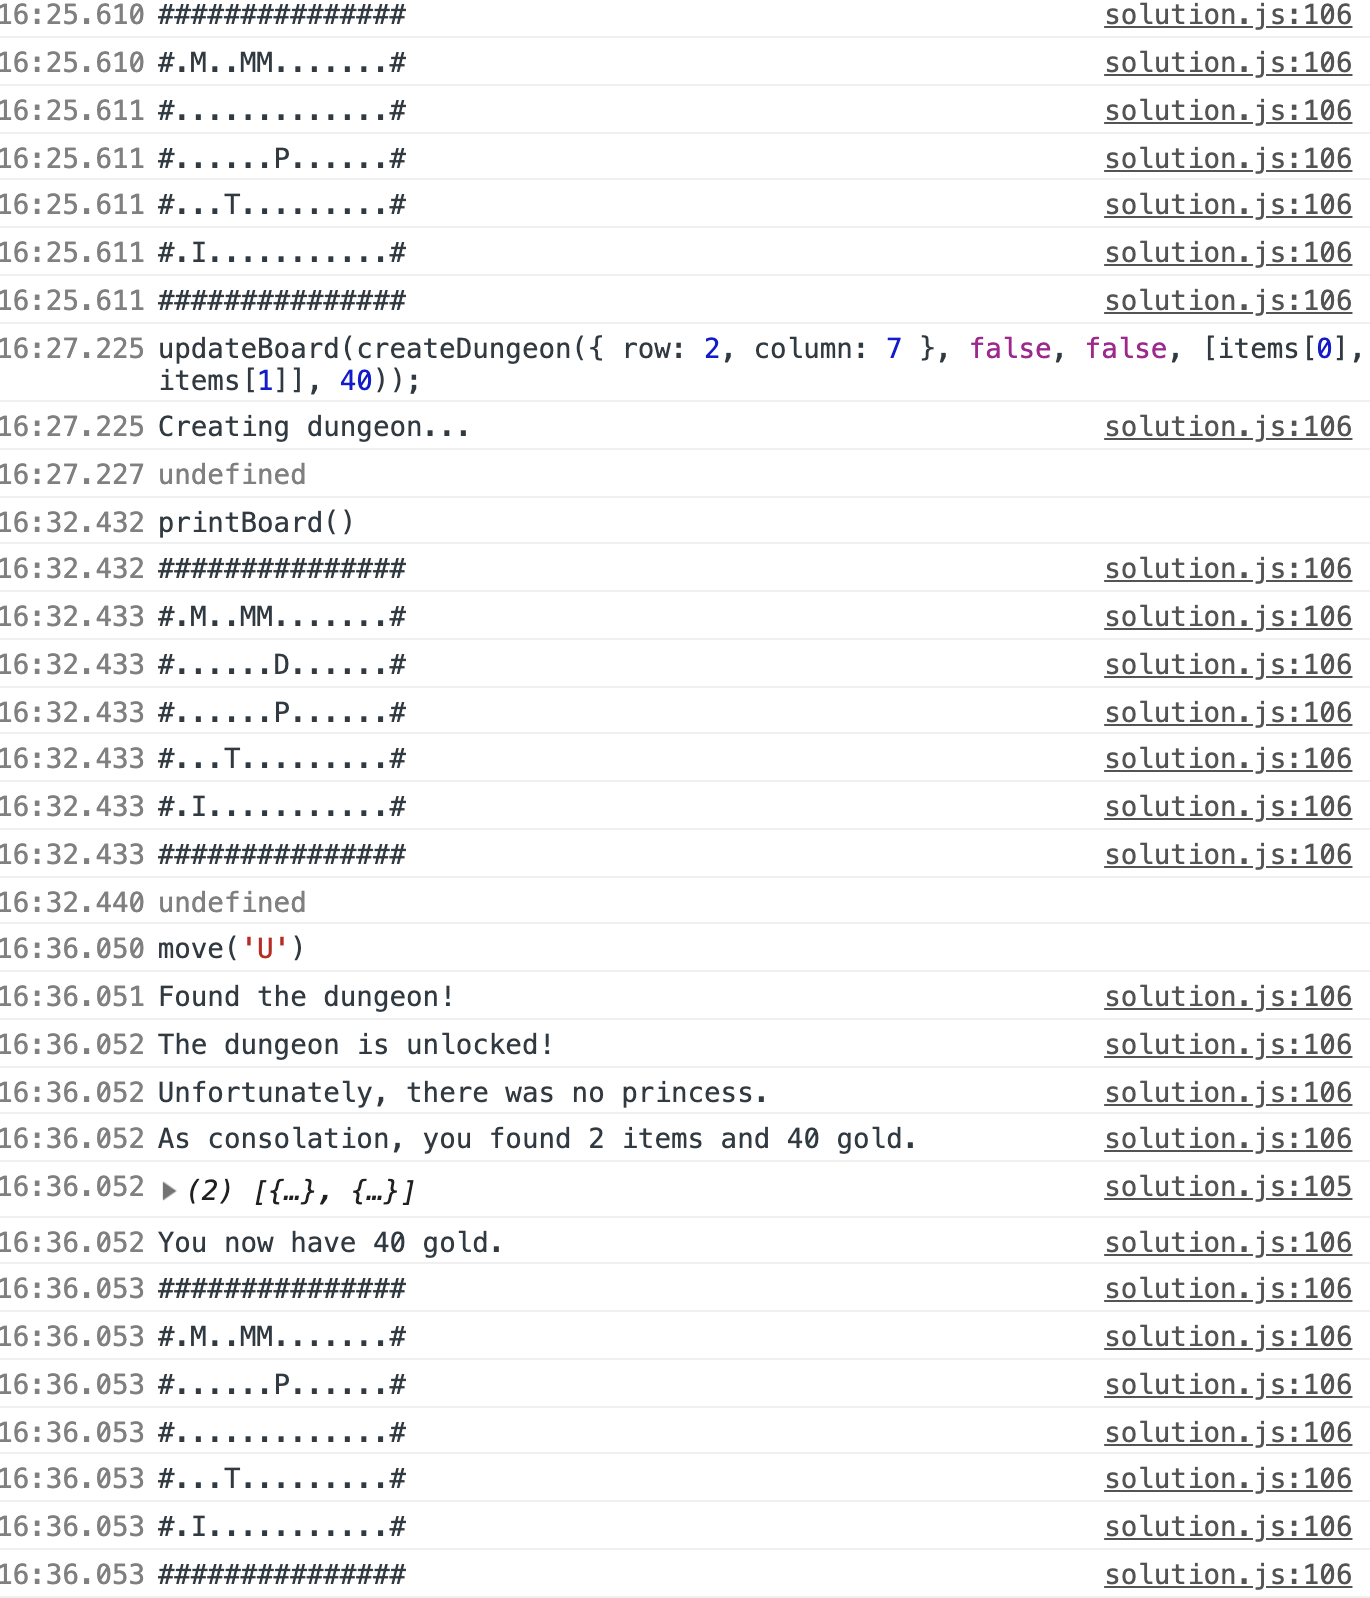 16:25.610 ############### solution.js:106
16:25.610 #.M..MM.......# solution.js:106
16:25.611 #.............# solution.js:106
16:25.611 #......P......# solution.js:106
16:25.611 #...T.........# solution.js:106
16:25.611 #.I...........# solution.js:106
16:25.611 ############### solution.js:106
16:27.225 updateBoard(createDungeon({ row: 2, column: 7 }, false, false, [items[0],
items[1]], 40));
16:27.225 Creating dungeon... solution.js:106
16:27.227 undefined
16:32.432 printBoard()
16:32.432 ############### solution.js:106
16:32.433 #.M..MM.......# solution.js:106
16:32.433 #......D......# solution.js:106
16:32.433 #......P......# solution.js:106
16:32.433 #...T.........# solution.js:106
16:32.433 #.I...........# solution.js:106
16:32.433 ############### solution.js:106
16:32.440 undefined
16:36.050 move('U')
16:36.051 Found the dungeon! solution.js:106
16:36.052 The dungeon is unlocked! solution.js:106
16:36.052 Unfortunately, there was no princess. solution.js:106
16:36.052 As consolation, you found 2 items and 40 gold. solution.js:106
16:36.052 ▶ (2) [{…}, {…}] solution.js:105
16:36.052 You now have 40 gold. solution.js:106
16:36.053 ############### solution.js:106
16:36.053 #.M..MM.......# solution.js:106
16:36.053 #......P......# solution.js:106
16:36.053 #.............# solution.js:106
16:36.053 #...T.........# solution.js:106
16:36.053 #.I...........# solution.js:106
16:36.053 ############### solution.js:106